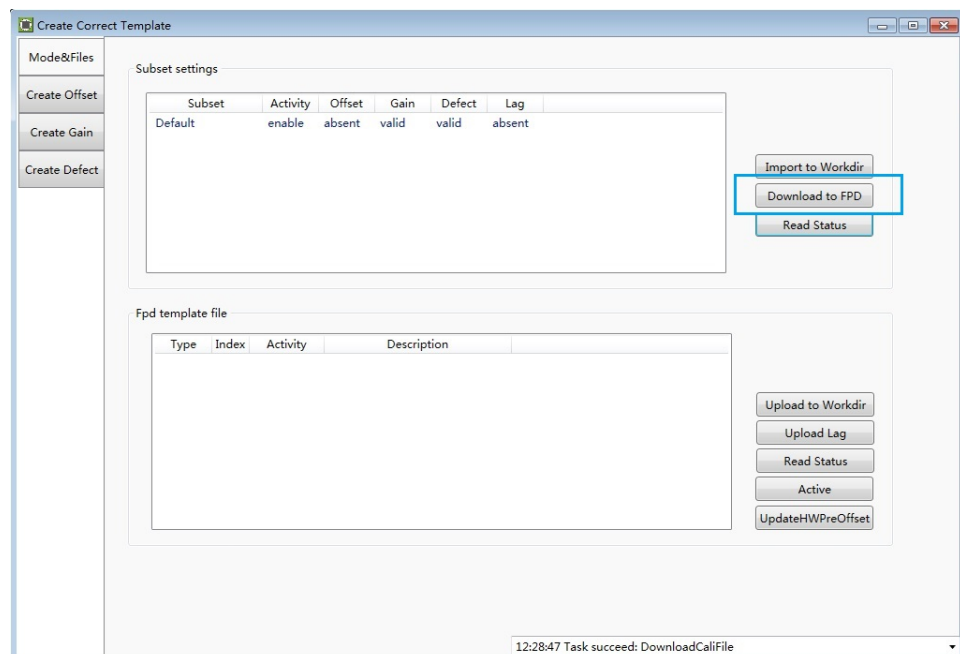 Create Correct Template
Mode&Files
Create Offset
Create Gain
Create Defect
Subset settings
Subset Activity Offset Gain Defect Lag
Default enable absent valid valid absent
Import to Workdir
Download to FPD
Read Status
Fpd template file
Type Index Activity Description
Upload to Workdir
Upload Lag
Read Status
Active
UpdateHWPreOffset
12:28:47 Task succeed: DownloadCaliFile